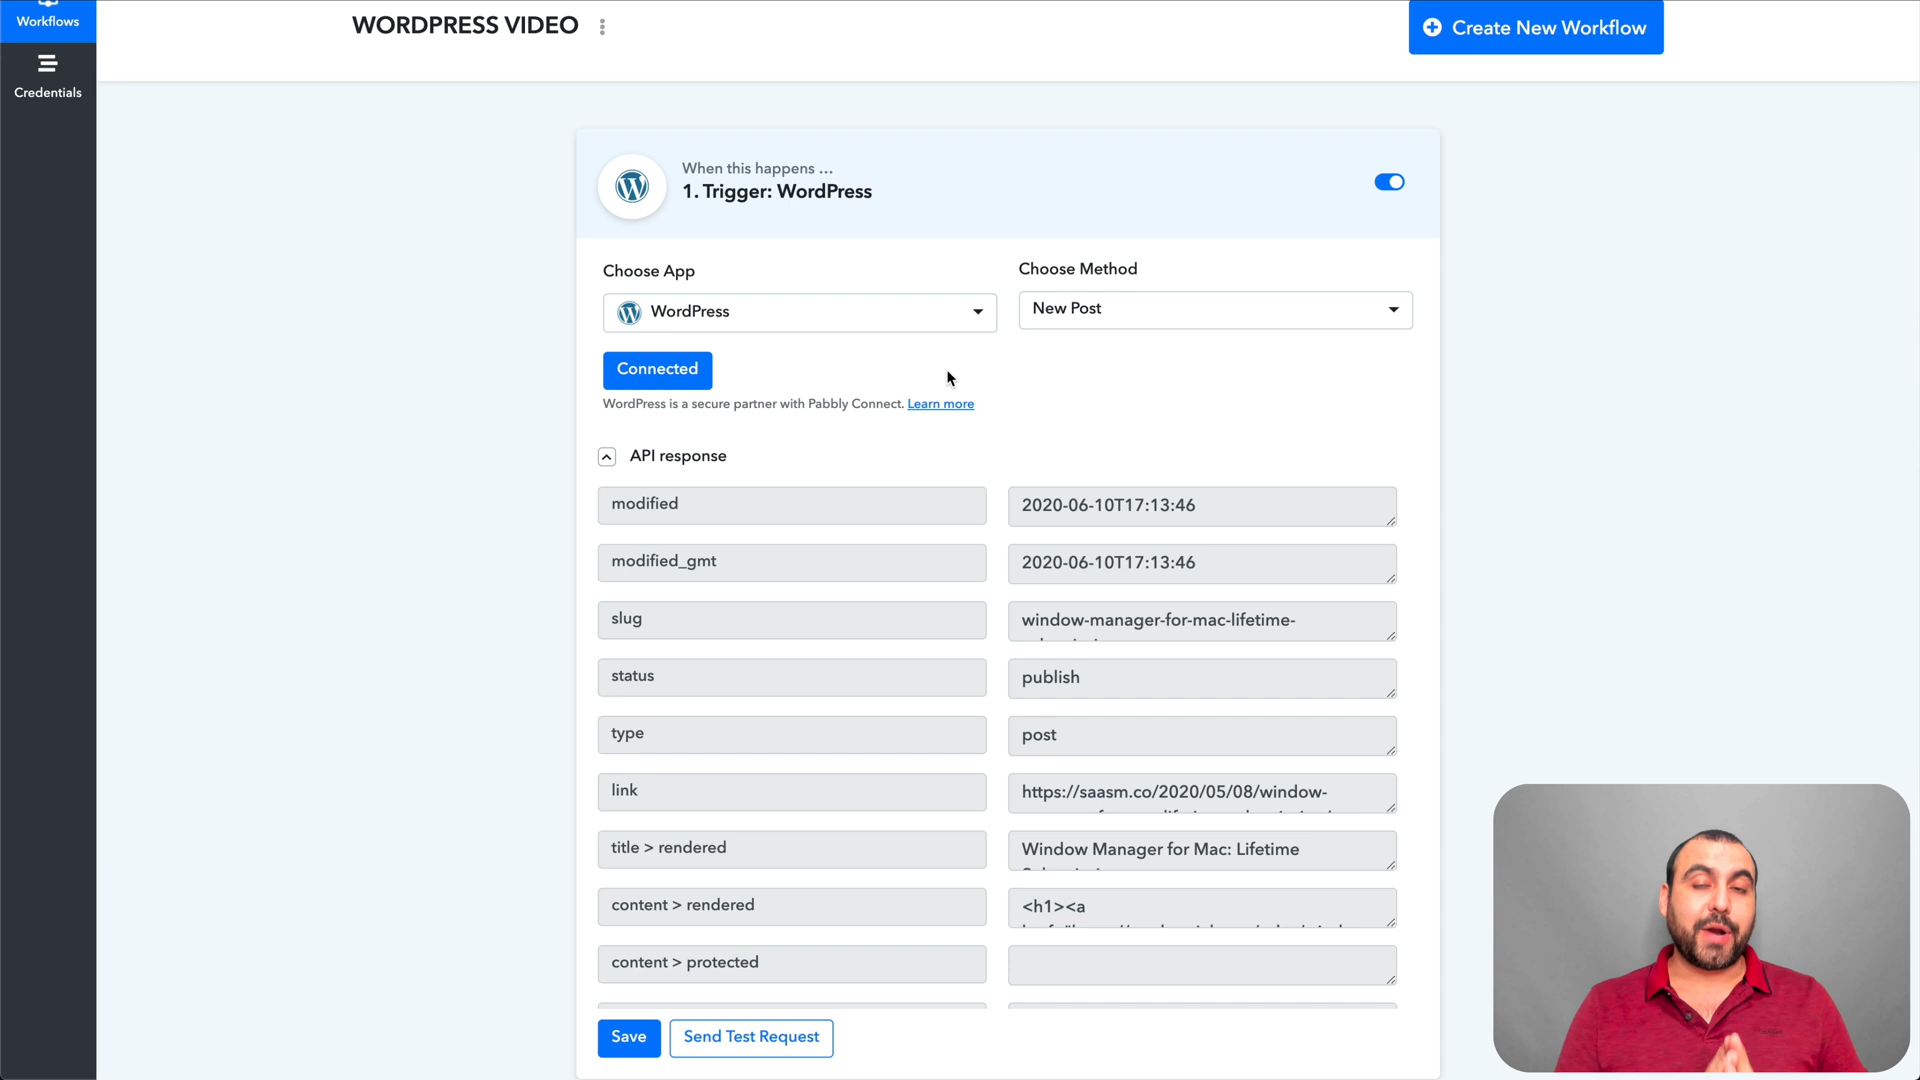 Workflows
WORDPRESS VIDEO
Create New Workflow
Credentials
When this happens ...
1. Trigger: WordPress
Choose App
Choose Method
WordPress
New Post
Connected
WordPress is a secure partner with Pabbly Connect. Learn more
API response
modified
2020-06-10T17:13:46
modified_gmt
2020-06-10T17:13:46
slug
window-manager-for-mac-lifetime-
status
publish
type
post
link
https://saasm.co/2020/05/08/window-
title > rendered
Window Manager for Mac: Lifetime
content > rendered
<h1><a
content > protected
Save
Send Test Request